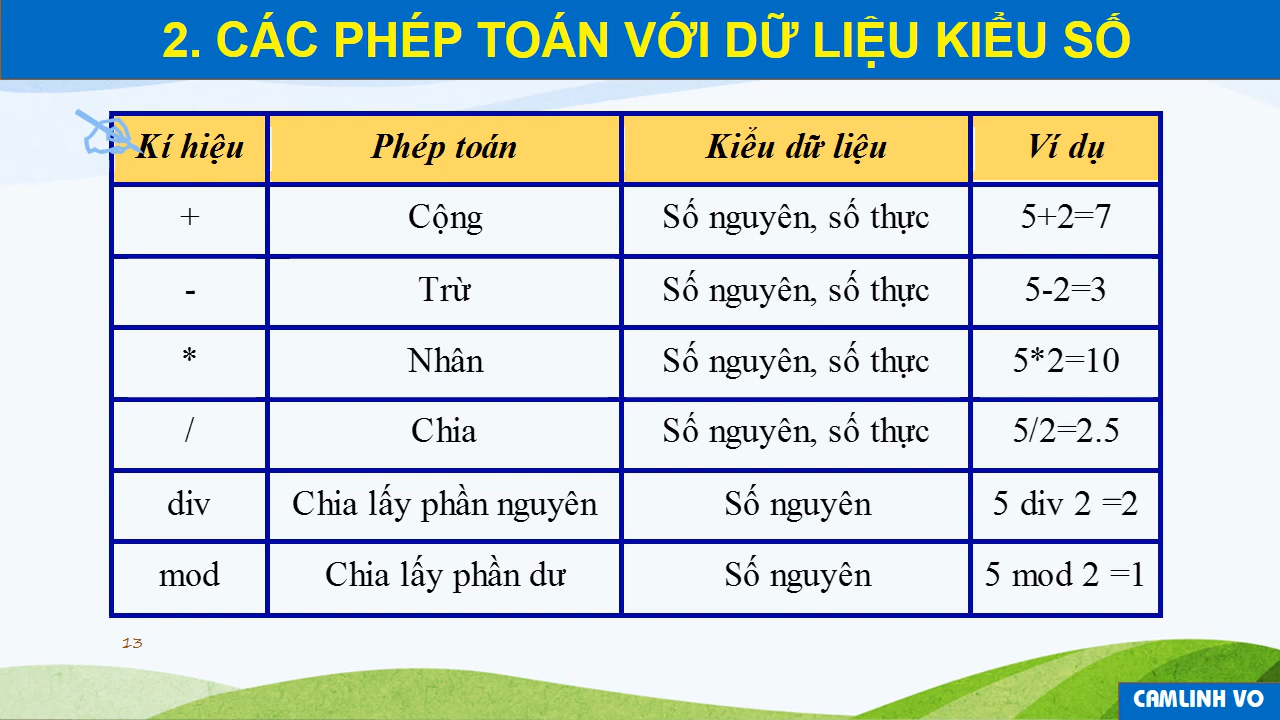 2. CÁC PHÉP TOÁN VỚI DỮ LIỆU KIỂU SỐ
Kí hiệu Phép toán Kiểu dữ liệu Ví dụ
+ Cộng Số nguyên, số thực 5+2=7
- Trừ Số nguyên, số thực 5-2=3
* Nhân Số nguyên, số thực 5*2=10
/ Chia Số nguyên, số thực 5/2=2.5
div Chia lấy phần nguyên Số nguyên 5 div 2 =2
mod Chia lấy phần dư Số nguyên 5 mod 2 =1
13
CAMLINH VO